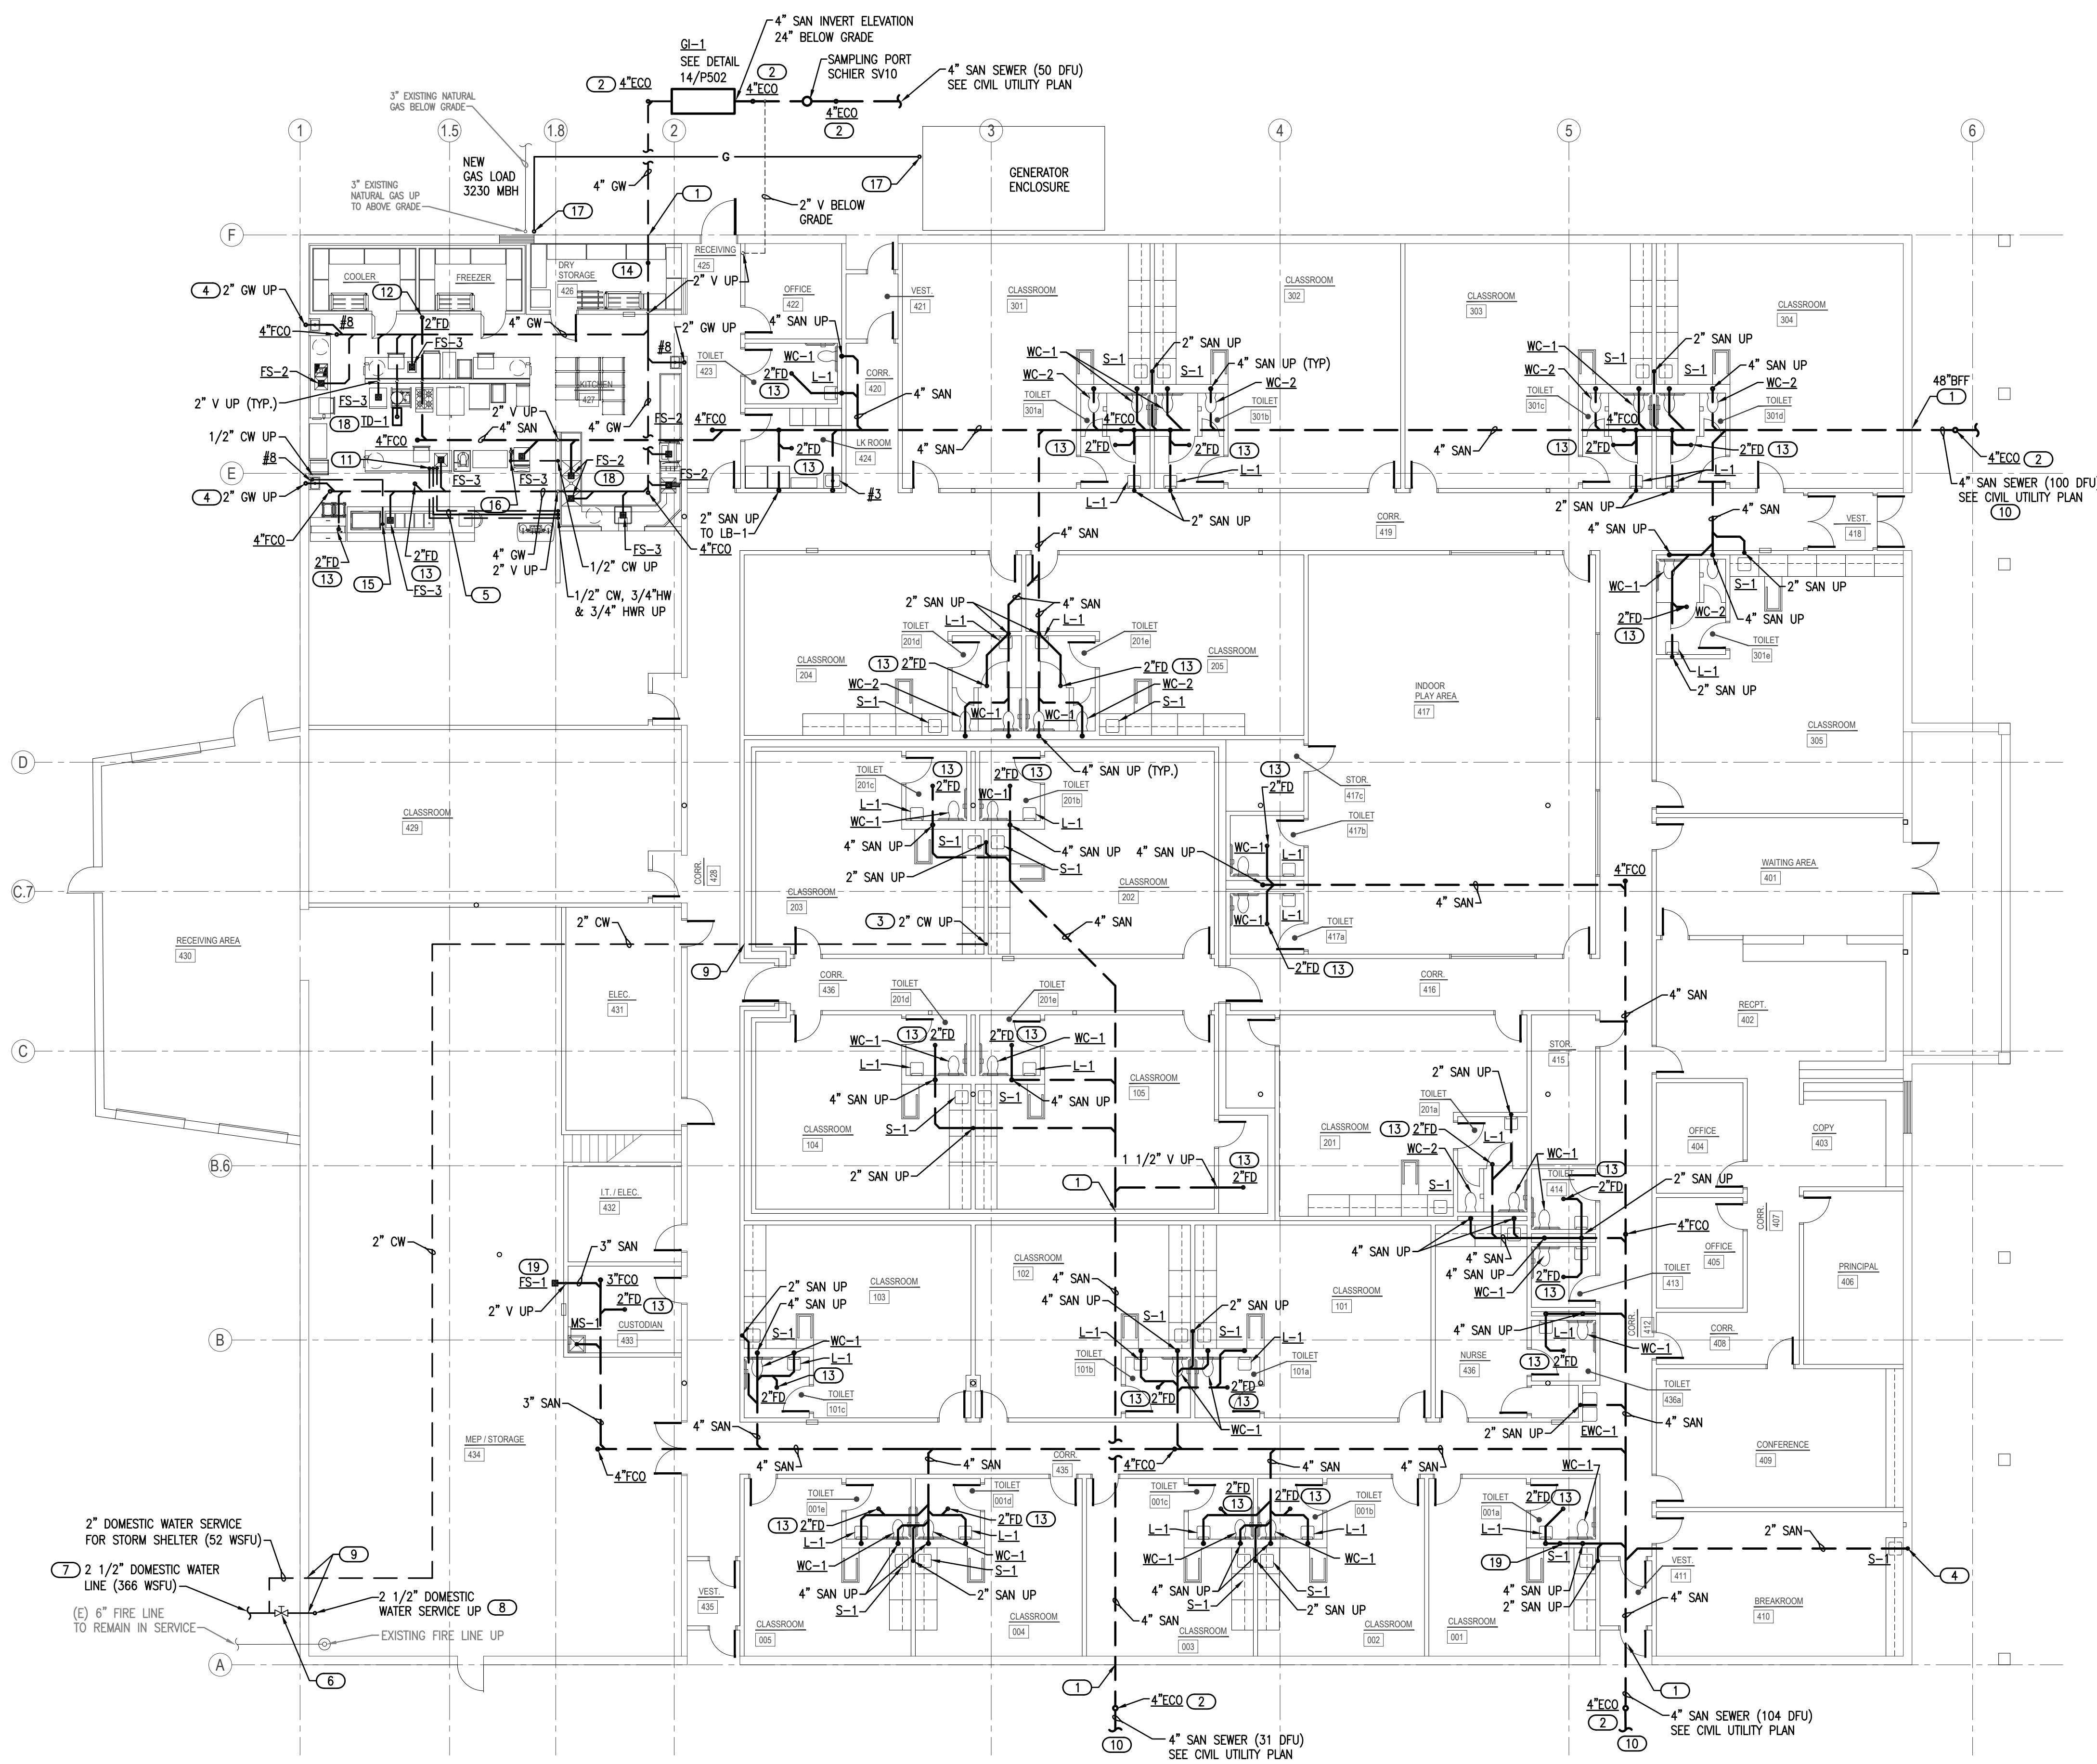 4" SAN INVERT ELEVATION
24" BELOW GRADE
GI-1
SEE DETAIL
14/P502
SAMPLING PORT
SCHIER SV10
4" SAN SEWER (50 DFU)
SEE CIVIL UTILITY PLAN
2 4"ECO
2
4"ECO
4"ECO
2
3" EXISTING NATURAL
GAS BELOW GRADE
1
1.5
1.8
2
3
4
5
6
NEW
GAS LOAD
3230 MBH
3" EXISTING
NATURAL GAS UP
TO ABOVE GRADE
G
17
GENERATOR
ENCLOSURE
4" GW
1
17
2" V BELOW
GRADE
F
COOLER
FREEZER
DRY
STORAGE
426
14
RECEIVING
425
2" V UP
OFFICE
422
VEST.
421
CLASSROOM
301
CLASSROOM
302
CLASSROOM
303
CLASSROOM
304
4 2" GW UP
12
#8
4"FCO
2"FD
4" GW
FS-3
2" GW UP
#8
4" SAN UP
TOILET
423
WC-1
2"FD
13
L-1
CORR.
420
4" SAN
FS-2
KITCHEN
427
2" V UP (TYP.)
FS-3
18 TD-1
2" V UP
4" SAN
4" GW
FS-2
4"FCO
4"FCO
1/2" CW UP
#8
11
FS-3
FS-3
FS-2
18
FS-2
2"FD
13
LK ROOM
424
#3
E
4 2" GW UP
16
4"FCO
2"FD
13
15
2"FD
13
FS-3
5
4" GW
2" V UP
FS-3
1/2" CW UP
4"FCO
1/2" CW, 3/4"HW
& 3/4" HWR UP
2" SAN UP
TO LB-1
WC-1
WC-2
S-1
2" SAN UP
S-1
4" SAN UP (TYP)
WC-2
TOILET
301a
4"FCO
TOILET
301b
4" SAN
13
2"FD
2"FD
13
L-1
L-1
2" SAN UP
4" SAN
WC-1
WC-2
S-1
2" SAN UP
S-1
4" SAN UP
WC-2
TOILET
301c
4"FCO
TOILET
301d
4" SAN
13
2"FD
2"FD
13
L-1
2" SAN UP
48"BFF
1
4"ECO 2
4" SAN SEWER (100 DFU)
SEE CIVIL UTILITY PLAN
10
CORR.
419
4" SAN
4" SAN UP
4" SAN
VEST.
418
WC-1
S-1
2" SAN UP
2"FD
13
WC-2
4" SAN UP
TOILET
301e
L-1
2" SAN UP
2" SAN UP
L-1
4" SAN
L-1
TOILET
201d
TOILET
201e
CLASSROOM
204
13 2"FD
2"FD 13
CLASSROOM
205
WC-2
S-1
WC-1
WC-1
WC-2
S-1
INDOOR
PLAY AREA
417
CLASSROOM
305
D
4" SAN UP (TYP.)
TOILET
201c
13
2"FD
2"FD 13
TOILET
201b
L-1
WC-1
WC-1
L-1
4" SAN UP
S-1
4" SAN UP
2" SAN UP
S-1
13
2"FD
STOR.
417c
TOILET
417b
WC-1
L-1
4" SAN UP
4" SAN
WC-1
L-1
TOILET
417a
2"FD 13
4"FCO
WAITING AREA
401
CLASSROOM
429
C.7
CORR.
428
CLASSROOM
203
CLASSROOM
202
3 2" CW UP
4" SAN
2" CW
RECEIVING AREA
430
9
ELEC.
431
CORR.
436
CORR.
416
4" SAN
RECPT.
402
C
TOILET
201d
TOILET
201e
13
2"FD
2"FD
13
WC-1
WC-1
L-1
L-1
4" SAN UP
S-1
4" SAN UP
S-1
CLASSROOM
104
2" SAN UP
CLASSROOM
105
STOR.
415
2" SAN UP
TOILET
201a
CLASSROOM
201
13 2"FD
L-1
WC-2
WC-1
S-1
13
TOILET
414
2"FD
2" SAN UP
OFFICE
404
COPY
403
B.6
1 1/2" V UP
13
2"FD
1
I.T. / ELEC.
432
4"FCO
CORR.
407
OFFICE
405
PRINCIPAL
406
4" SAN UP
4" SAN
4" SAN UP
2"FD
13
WC-1
TOILET
413
2" CW
19
FS-1
3" SAN
3"FCO
2"FD 13
2" V UP
MS-1
CUSTODIAN
433
CLASSROOM
103
2" SAN UP
4" SAN UP
S-1
WC-1
L-1
13
2"FD
TOILET
101c
CLASSROOM
102
4" SAN
4" SAN UP
S-1
2" SAN UP
S-1
CLASSROOM
101
L-1
L-1
TOILET
101b
TOILET
101a
13
2"FD
2"FD
13
WC-1
B
4" SAN UP
L-1
13
2"FD
WC-1
CORR.
412
CORR.
408
NURSE
436
TOILET
436a
4" SAN
2" SAN UP
EWC-1
3" SAN
MEP / STORAGE
434
4" SAN
4"FCO
4" SAN
4" SAN
CORR.
435
4"FCO
4" SAN
4" SAN
CONFERENCE
409
TOILET
001e
TOILET
001d
13 2"FD
2"FD 13
L-1
L-1
WC-1
WC-1
4" SAN UP
S-1
S-1
2" SAN UP
TOILET
001c
2"FD
13
2"FD 13
TOILET
001b
L-1
L-1
WC-1
WC-1
4" SAN UP
S-1
S-1
2" SAN UP
WC-1
TOILET
001a
13
2"FD
L-1
19
S-1
4" SAN UP
2" SAN UP
2" SAN
S-1
4
VEST.
411
4" SAN
BREAKROOM
410
2" DOMESTIC WATER SERVICE
FOR STORM SHELTER (52 WSFU)
9
7 2 1/2" DOMESTIC WATER
LINE (366 WSFU)
2 1/2" DOMESTIC
WATER SERVICE UP 8
(E) 6" FIRE LINE
TO REMAIN IN SERVICE
EXISTING FIRE LINE UP
6
VEST.
435
CLASSROOM
005
CLASSROOM
004
4" SAN
CLASSROOM
003
CLASSROOM
002
CLASSROOM
001
A
1
4"ECO 2
4" SAN SEWER (31 DFU)
SEE CIVIL UTILITY PLAN
10
1
4"ECO
2
4" SAN SEWER (104 DFU)
SEE CIVIL UTILITY PLAN
10